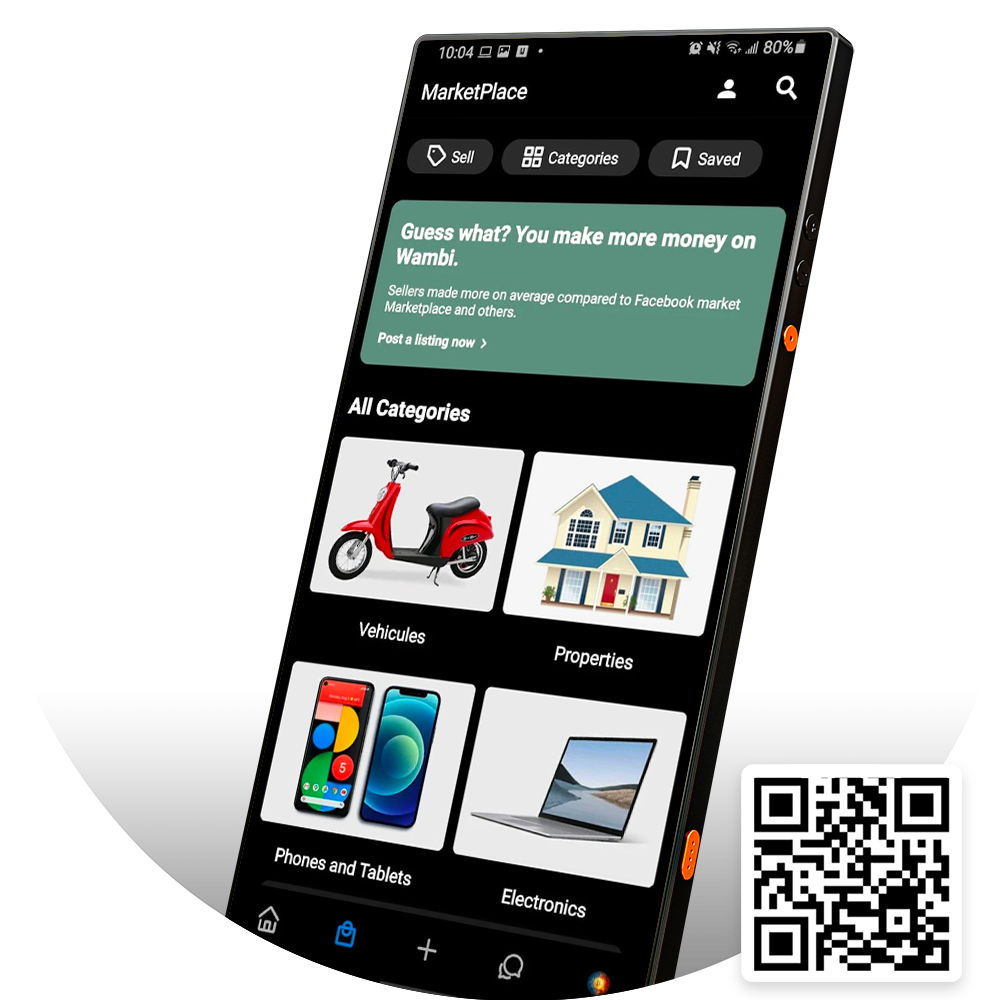 10:04
80%
MarketPlace
Sell
Categories
Saved
Guess what? You make more money on
Wambi.
Sellers made more on average compared to Facebook market
Marketplace and others.
Post a listing now
All Categories
Vehicules
Properties
5
Phones and Tablets
Electronics